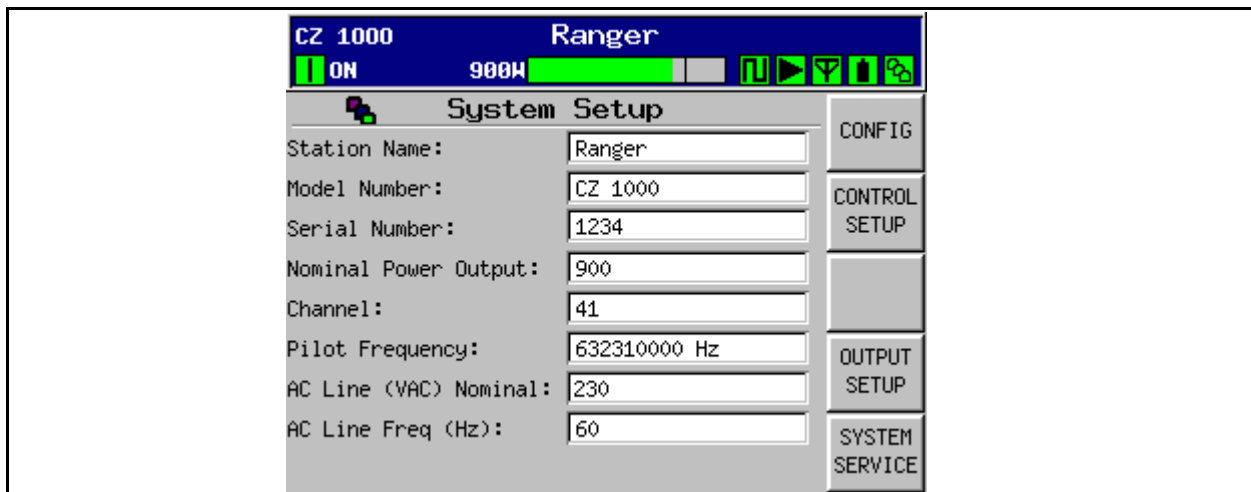 CZ 1000 Ranger
ON 900W
System Setup
CONFIG
Station Name: Ranger
Model Number: CZ 1000
CONTROL
SETUP
Serial Number: 1234
Nominal Power Output: 900
Channel: 41
Pilot Frequency: 632310000 Hz
OUTPUT
SETUP
AC Line (VAC) Nominal: 230
AC Line Freq (Hz): 60
SYSTEM
SERVICE